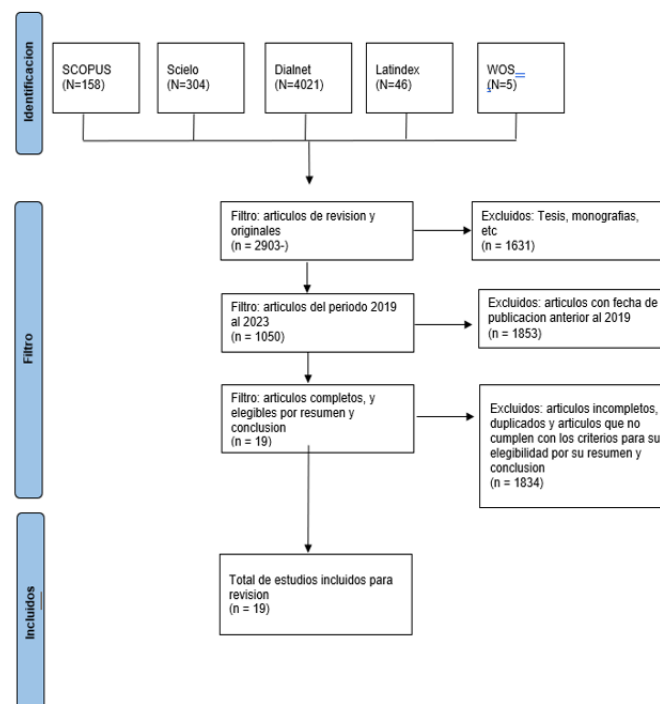 Identificacion
SCOPUS
(N=158)
Scielo
(N=304)
Dialnet
(N=4021)
Latindex
(N=46)
WOS
(N=5)
Filtro
Filtro: articulos de revision y
originales
(n = 2903-)
Excluidos: Tesis, monografias,
etc
(n = 1631)
Filtro: articulos del periodo 2019
al 2023
(n = 1050)
Excluidos: articulos con fecha de
publicacion anterior al 2019
(n = 1853)
Filtro: articulos completos, y
elegibles por resumen y
conclusion
(n = 19)
Excluidos: articulos incompletos,
duplicados y articulos que no
cumplen con los criterios para su
elegibilidad por su resumen y
conclusion
(n = 1834)
Incluidos
Total de estudios incluidos para
revision
(n = 19)